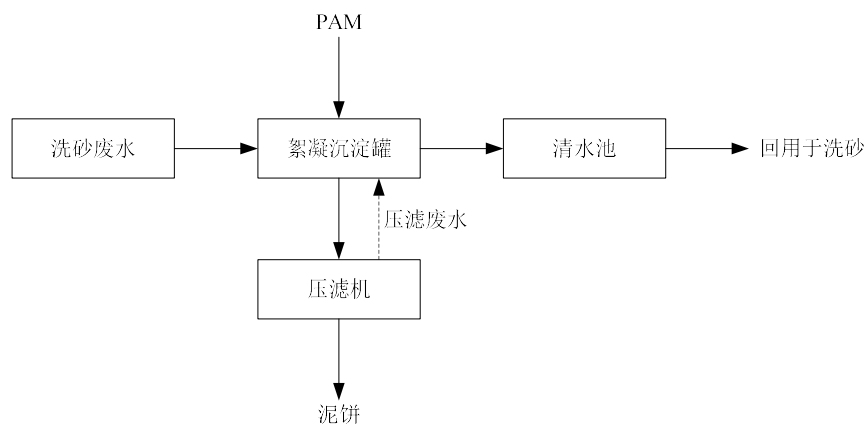 PAM
洗砂废水
絮凝沉淀罐
清水池
回用于洗砂
压滤废水
压滤机
泥饼